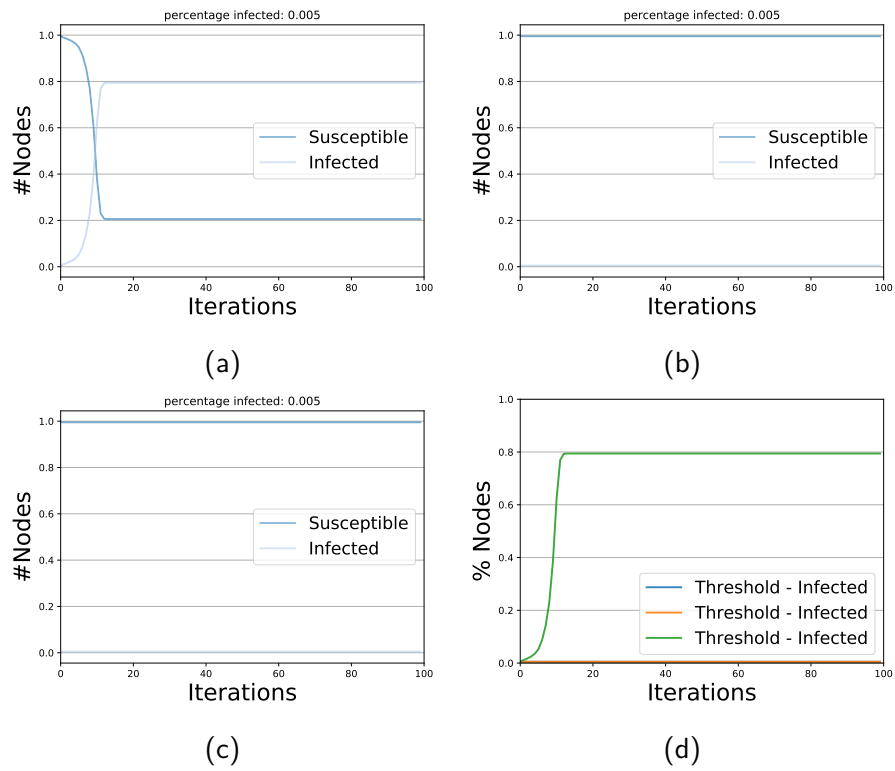 percentage infected: 0.005
1.0
0.8
0.6
0.4
0.2
0.0
#Nodes
Susceptible
Infected
0 20 40 60 80 100
Iterations
(a)
percentage infected: 0.005
1.0
0.8
0.6
0.4
0.2
0.0
#Nodes
Susceptible
Infected
0 20 40 60 80 100
Iterations
(b)
percentage infected: 0.005
1.0
0.8
0.6
0.4
0.2
0.0
#Nodes
Susceptible
Infected
0 20 40 60 80 100
Iterations
(c)
1.0
0.8
0.6
0.4
0.2
0.0
% Nodes
Threshold - Infected
Threshold - Infected
Threshold - Infected
0 20 40 60 80 100
Iterations
(d)